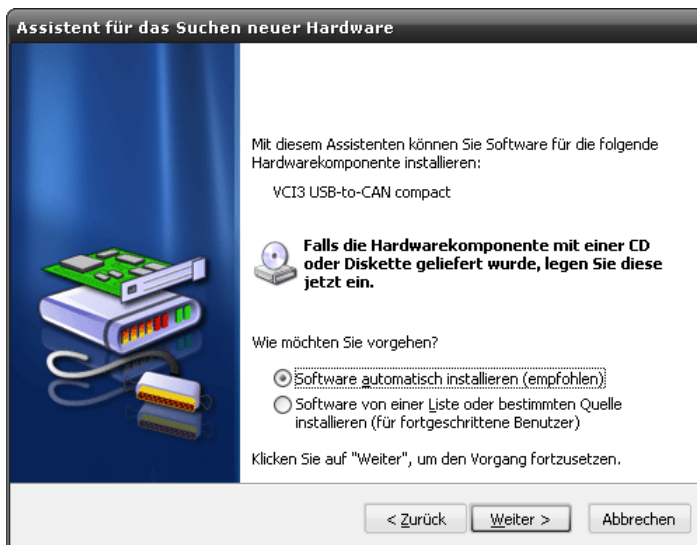 Assistent für das Suchen neuer Hardware
Mit diesem Assistenten können Sie Software für die folgende
Hardwarekomponente installieren:
VCI3 USB-to-CAN compact
Falls die Hardwarekomponente mit einer CD
oder Diskette geliefert wurde, legen Sie diese
jetzt ein.
Wie möchten Sie vorgehen?
Software automatisch installieren (empfohlen)
Software von einer Liste oder bestimmten Quelle
installieren (für fortgeschrittene Benutzer)
Klicken Sie auf "Weiter", um den Vorgang fortzusetzen.
< Zurück
Weiter >
Abbrechen